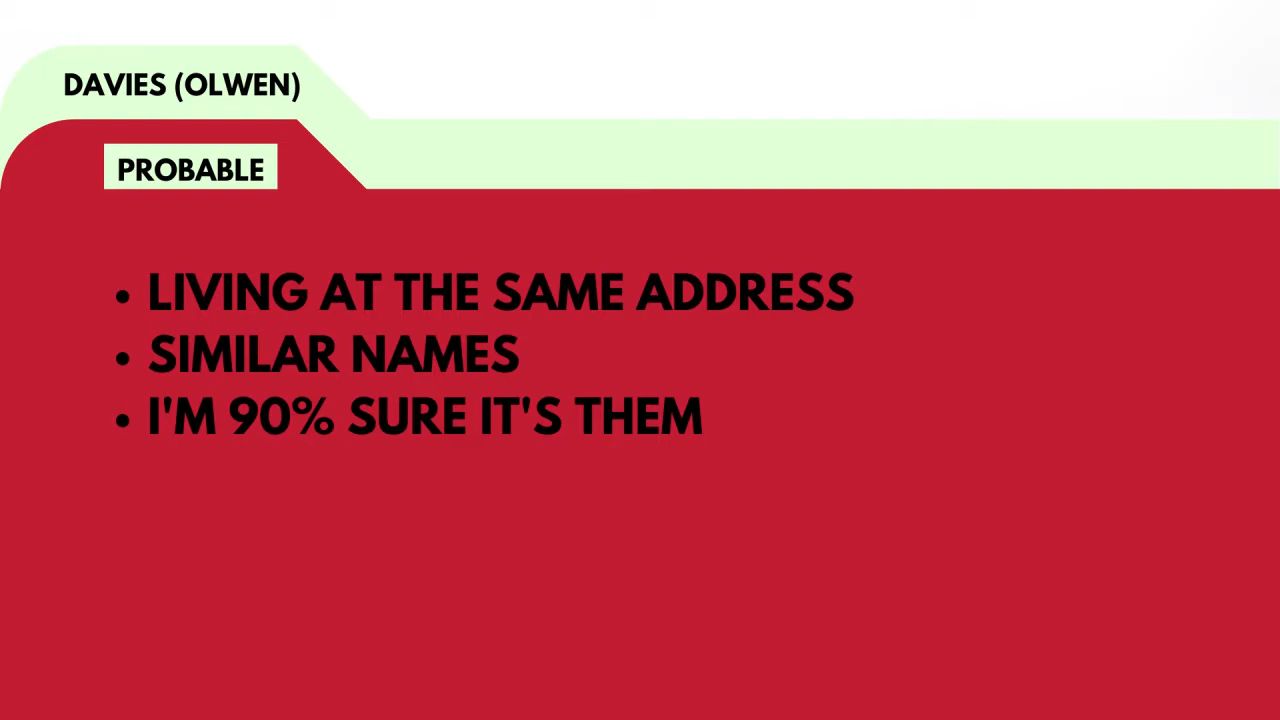 DAVIES (OLWEN)
PROBABLE
• LIVING AT THE SAME ADDRESS
• SIMILAR NAMES
• I'M 90% SURE IT'S THEM